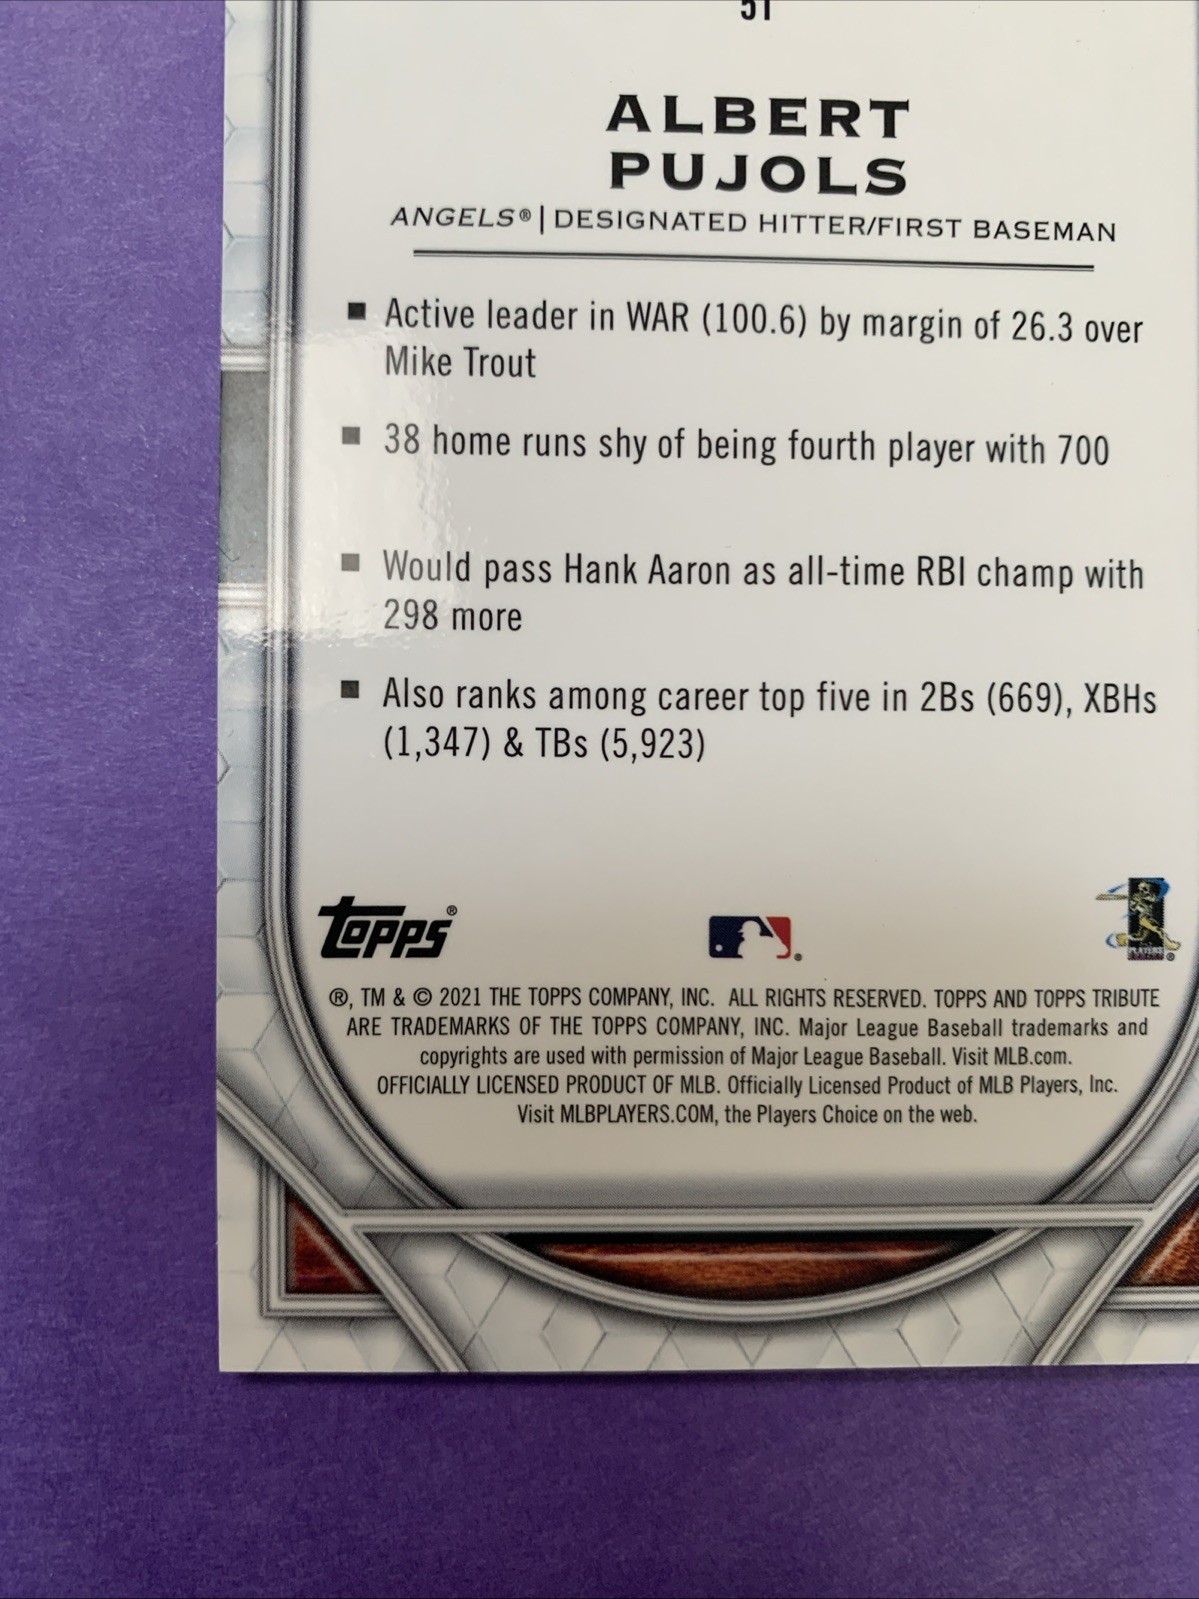 51
ALBERT
PUJOLS
ANGELS® | DESIGNATED HITTER/FIRST BASEMAN
■ Active leader in WAR (100.6) by margin of 26.3 over
Mike Trout
■ 38 home runs shy of being fourth player with 700
■ Would pass Hank Aaron as all-time RBI champ with
298 more
■ Also ranks among career top five in 2Bs (669), XBHs
(1,347) & TBs (5,923)
Topps®
®
PLAYERS
®
®, TM & © 2021 THE TOPPS COMPANY, INC. ALL RIGHTS RESERVED. TOPPS AND TOPPS TRIBUTE
ARE TRADEMARKS OF THE TOPPS COMPANY, INC. Major League Baseball trademarks and
copyrights are used with permission of Major League Baseball. Visit MLB.com.
OFFICIALLY LICENSED PRODUCT OF MLB. Officially Licensed Product of MLB Players, Inc.
Visit MLBPLAYERS.COM, the Players Choice on the web.